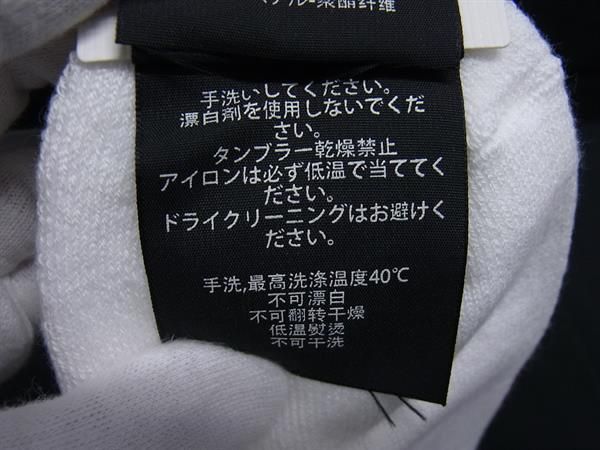 手洗いしてください。
漂白剤を使用しないでくだ
さい。
タンブラー乾燥禁止
アイロンは必ず低温で当ててく
ださい。
ドライクリーニングはお避けく
ださい。
手洗,最高洗涤温度40℃
不可漂白
不可翻转干燥
低温熨烫
不可干洗